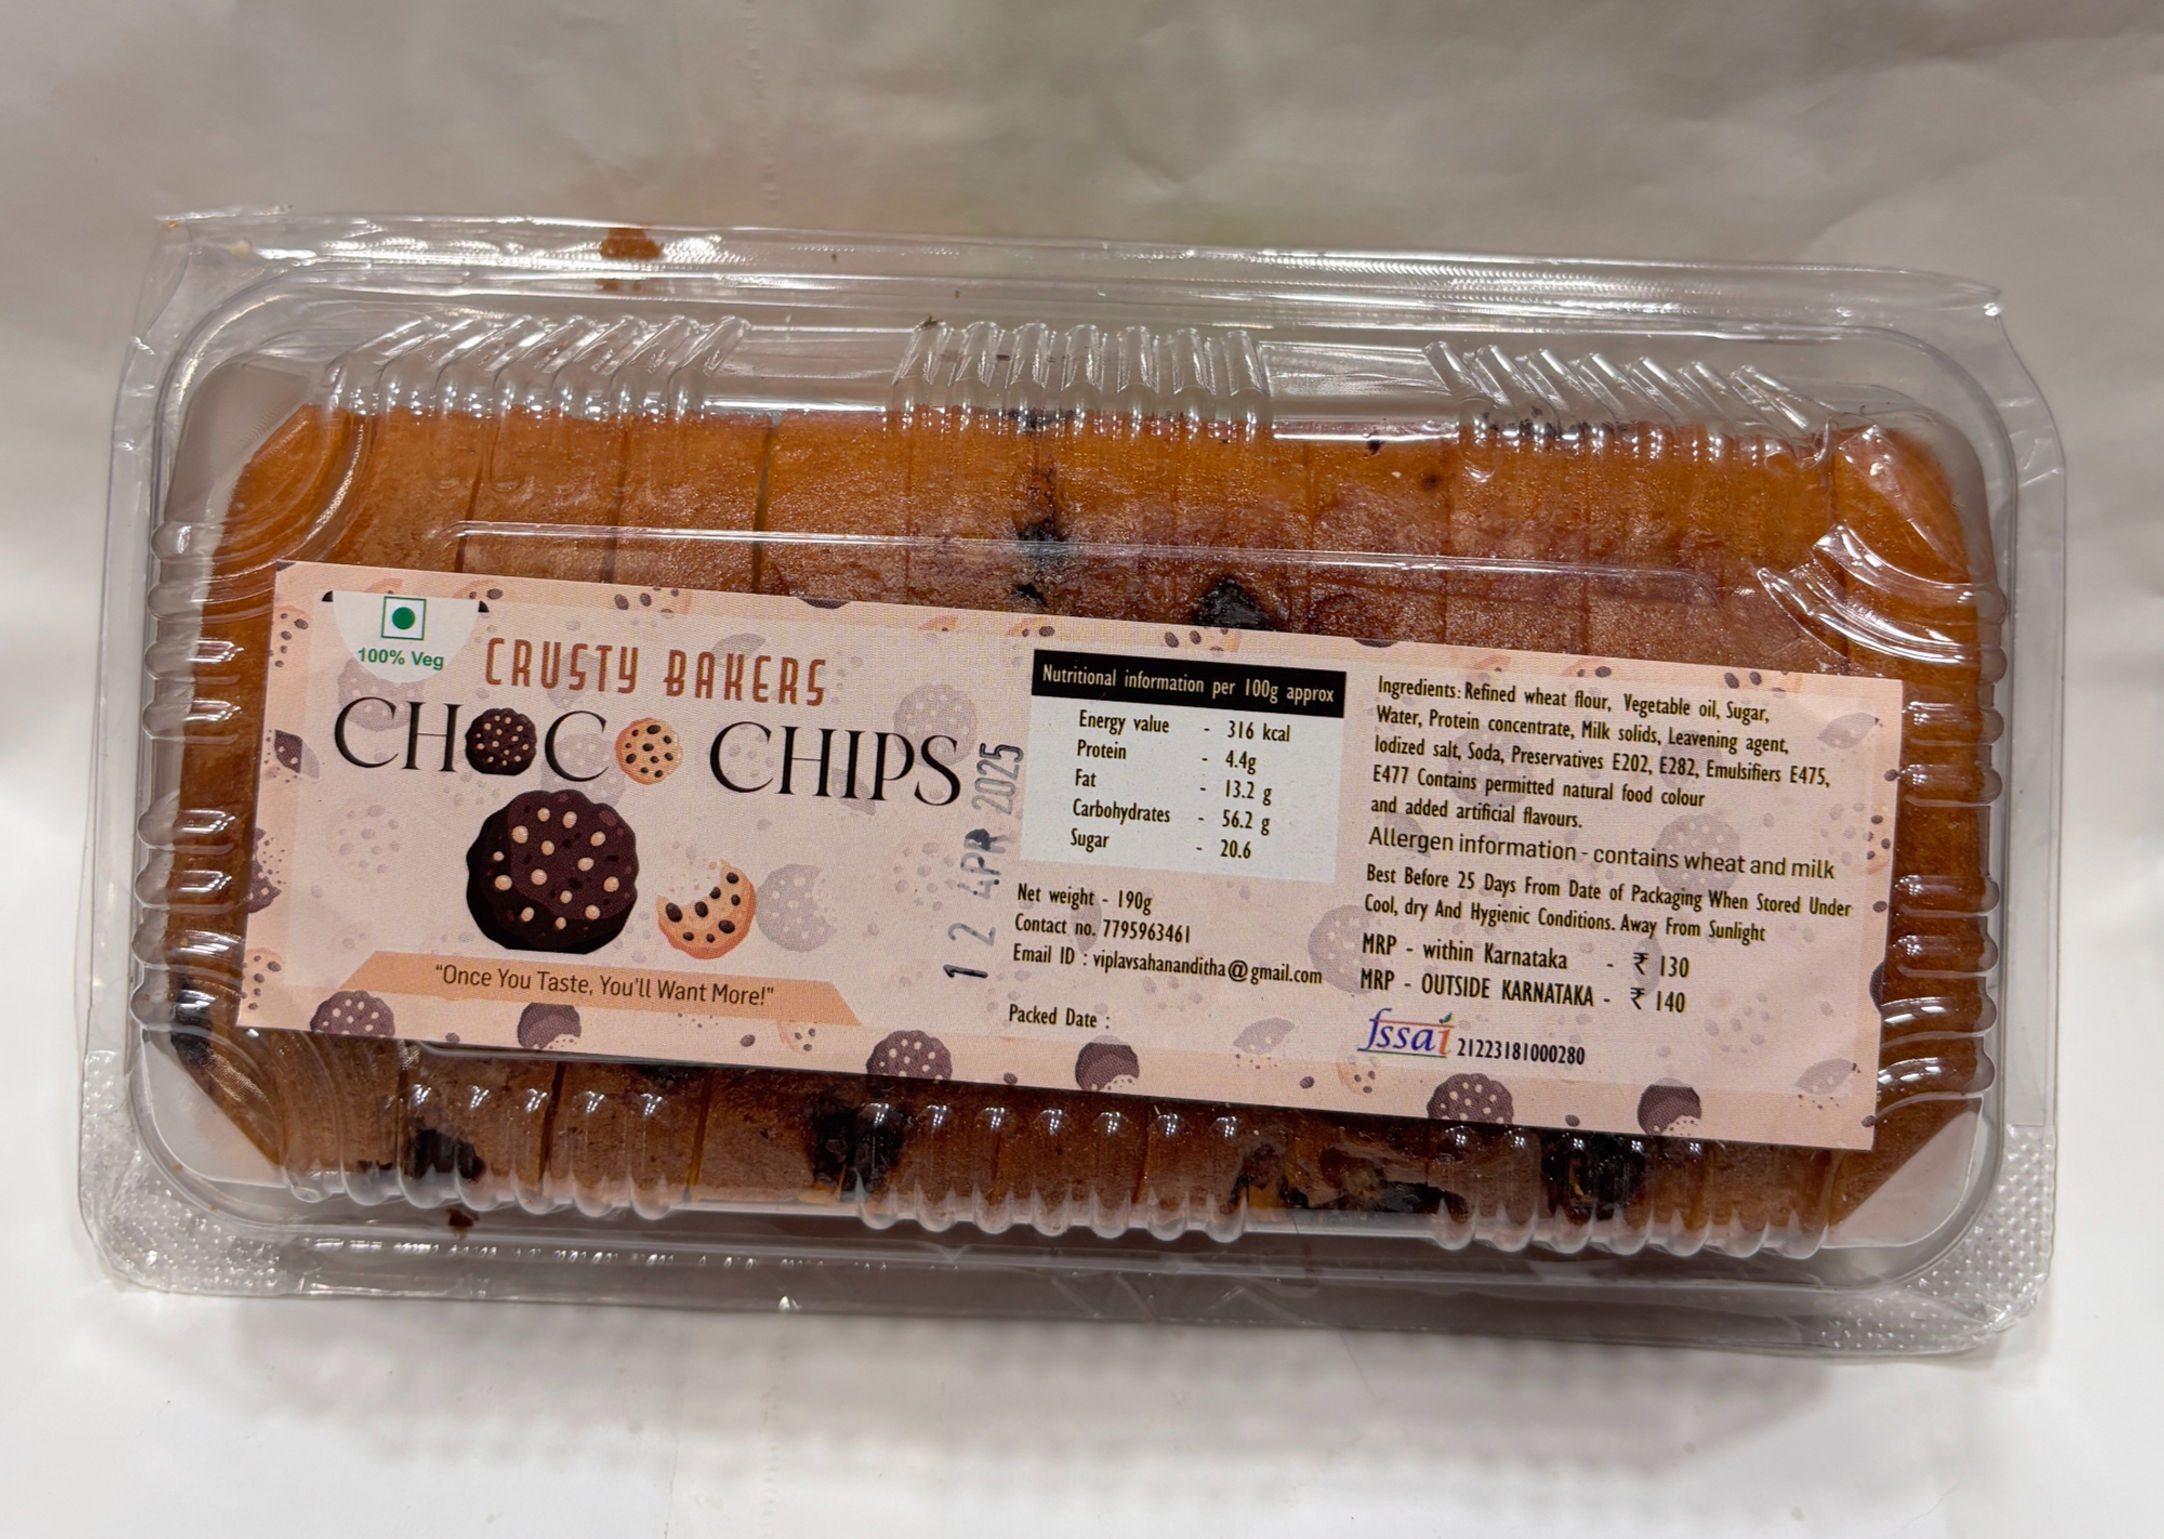 100% Veg
CRUSTY BAKERS
CHOCO CHIPS
"Once You Taste, You'll Want More!"
12 APR 2025
Nutritional information per 100g approx
Energy value - 316 kcal
Protein - 4.4g
Fat - 13.2 g
Carbohydrates - 56.2 g
Sugar - 20.6
Net weight - 190g
Contact no. 7795963461
Email ID : viplavsahananditha@gmail.com
Packed Date :
Ingredients: Refined wheat flour, Vegetable oil, Sugar,
Water, Protein concentrate, Milk solids, Leavening agent,
Iodized salt, Soda, Preservatives E202, E282, Emulsifiers E475,
E477 Contains permitted natural food colour
and added artificial flavours.
Allergen information - contains wheat and milk
Best Before 25 Days From Date of Packaging When Stored Under
Cool, dry And Hygienic Conditions. Away From Sunlight
MRP - within Karnataka - ₹ 130
MRP - OUTSIDE KARNATAKA - ₹ 140
fssai 21223181000280